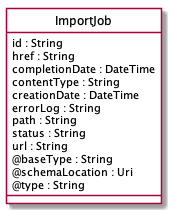 ImportJob
id : String
href : String
completionDate : DateTime
contentType : String
creationDate : DateTime
errorLog : String
path : String
status : String
url : String
@baseType : String
@schemaLocation : Uri
@type : String